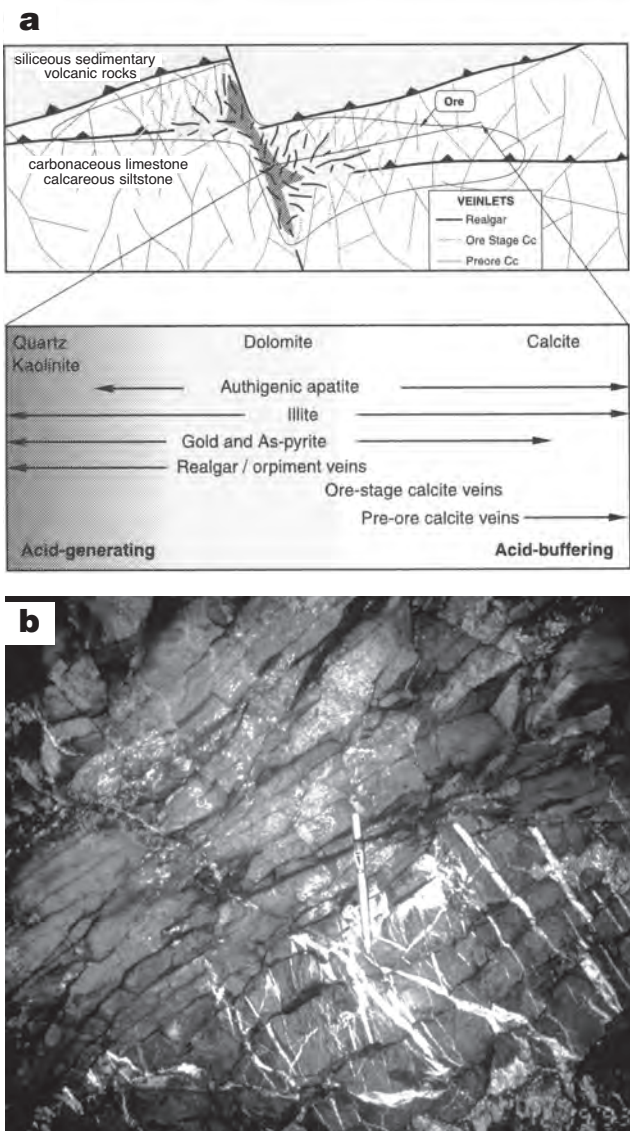 a
siliceous sedimentary
volcanic rocks
Ore
carbonaceous limestone
calcareous siltstone
VEINLETS
Realgar
Ore Stage Cc
Preore Cc
Quartz
Kaolinite
Dolomite
Calcite
Authigenic apatite
Illite
Gold and As-pyrite
Realgar / orpiment veins
Ore-stage calcite veins
Pre-ore calcite veins
Acid-generating
Acid-buffering
b